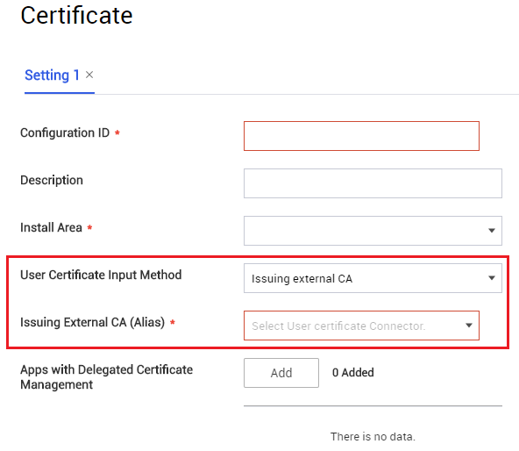 Certificate
Setting 1 ×
Configuration ID *
Description
Install Area *
User Certificate Input Method
Issuing external CA
Issuing External CA (Alias) *
Select User certificate Connector.
Apps with Delegated Certificate
Management
Add
0 Added
There is no data.